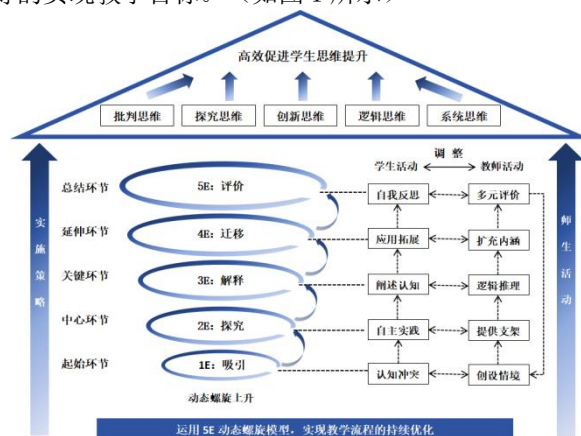 高效促进学生思维提升
批判思维 探究思维 创新思维 逻辑思维 系统思维
调 整
学生活动 教师活动
总结环节 5E：评价 自我反思 多元评价
延伸环节 4E：迁移 应用拓展 扩充内涵
关键环节 3E：解释 阐述认知 逻辑推理
中心环节 2E：探究 自主实践 提供支架
起始环节 1E：吸引 认知冲突 创设情境
动态螺旋上升
实施策略
师生活动
运用 5E 动态螺旋模型，实现教学流程的持续优化